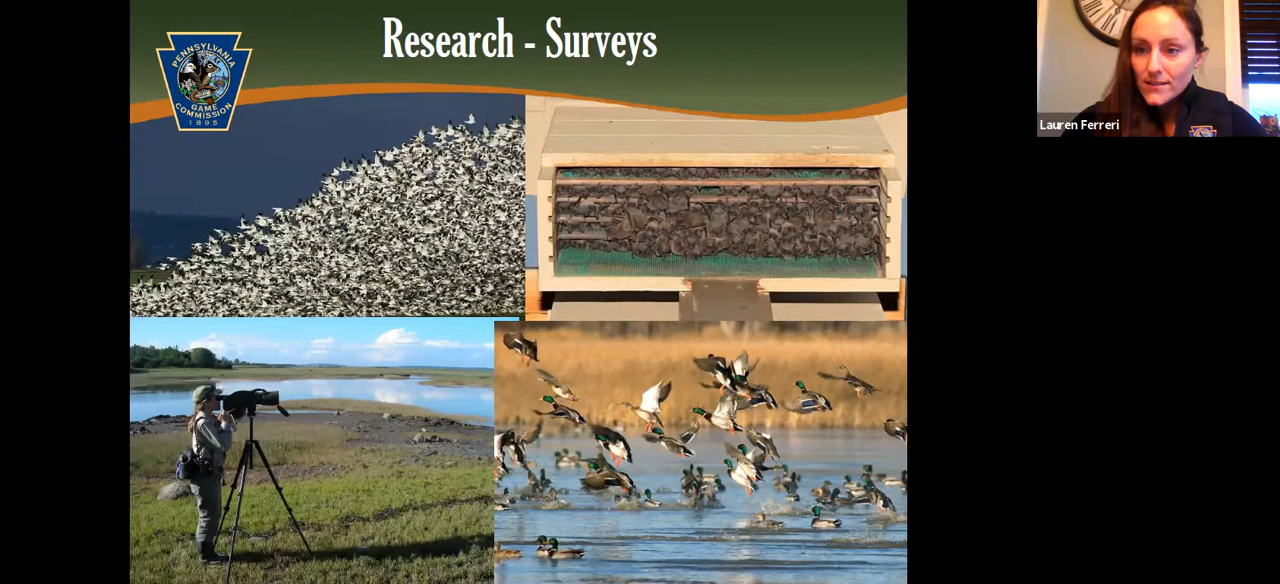 Research - Surveys
PENNSYLVANIA
GAME
COMMISSION
1895
Lauren Ferreri